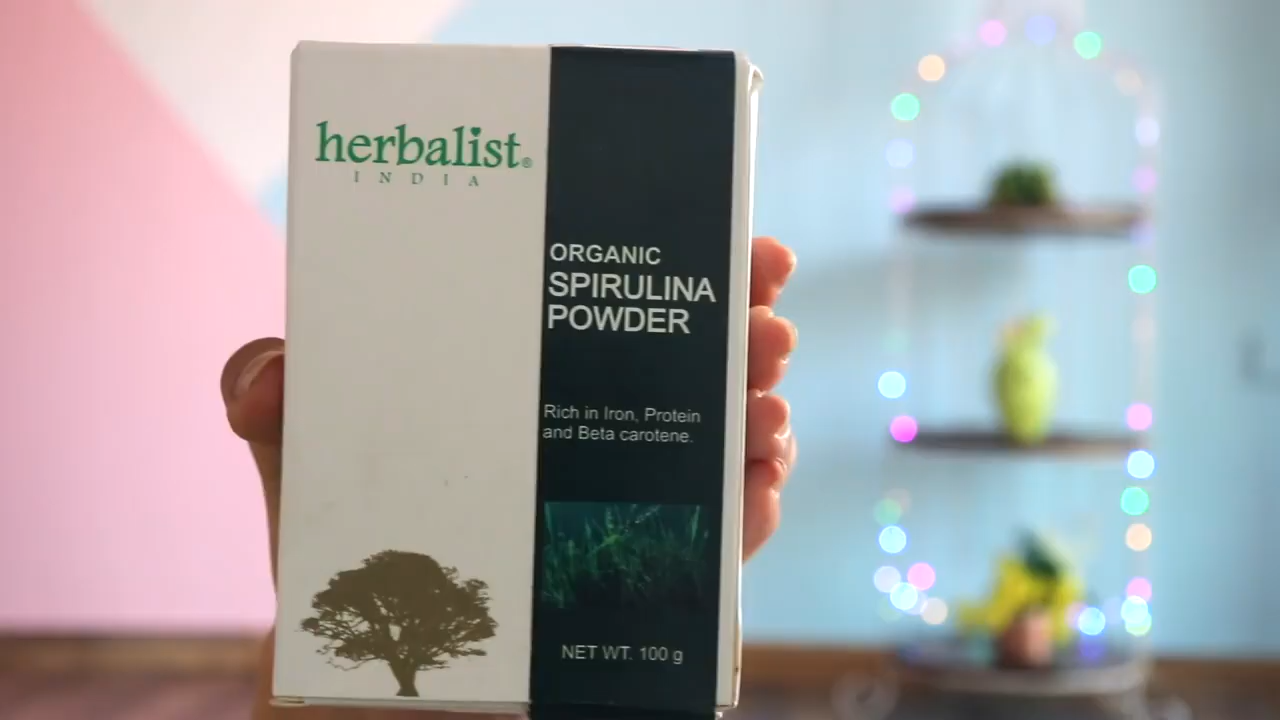 herbalist®
INDIA
ORGANIC
SPIRULINA
POWDER
Rich in Iron, Protein
and Beta carotene.
NET WT. 100 g